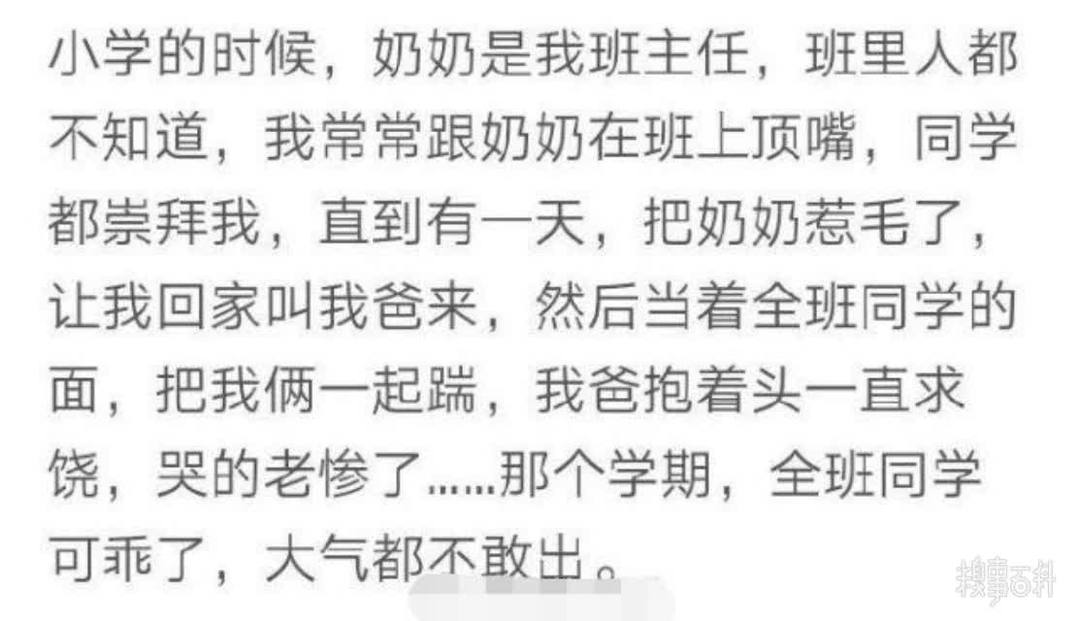 小学的时候，奶奶是我班主任，班里人都
不知道，我常常跟奶奶在班上顶嘴，同学
都崇拜我，直到有一天，把奶奶惹毛了，
让我回家叫我爸来，然后当着全班同学的
面，把我俩一起踹，我爸抱着头一直求
饶，哭的老惨了......那个学期，全班同学
可乖了，大气都不敢出。
糗事百科